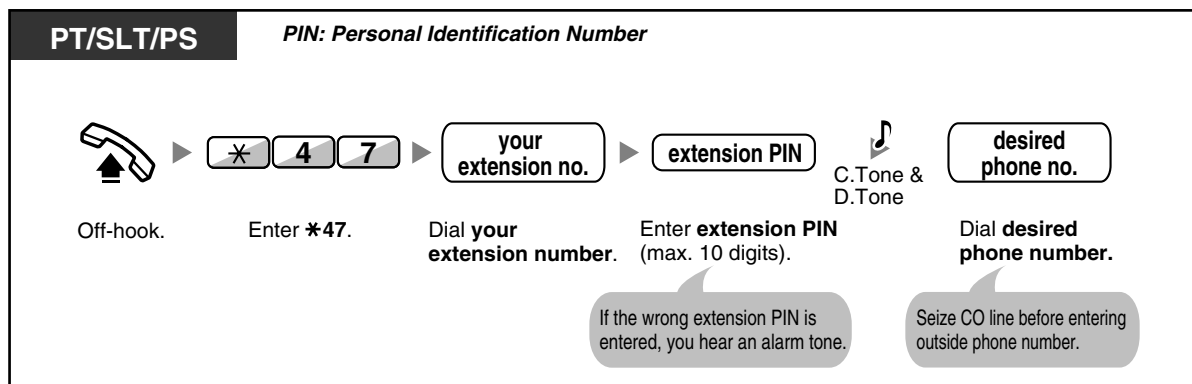 PT/SLT/PS
PIN: Personal Identification Number
✳ 4 7
your
extension no.
extension PIN
C.Tone &
D.Tone
desired
phone no.
Off-hook.
Enter ✳47.
Dial your
extension number.
Enter extension PIN
(max. 10 digits).
Dial desired
phone number.
If the wrong extension PIN is
entered, you hear an alarm tone.
Seize CO line before entering
outside phone number.